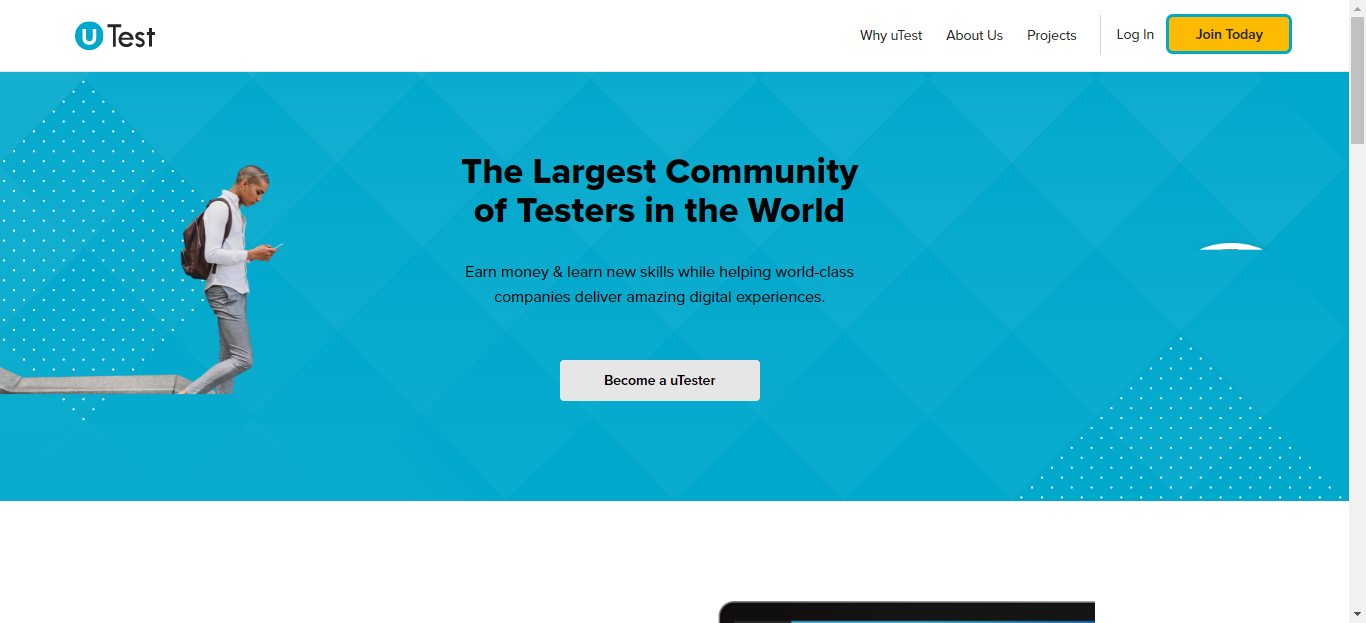 uTest
Why uTest
About Us
Projects
Log In
Join Today
The Largest Community
of Testers in the World
Earn money & learn new skills while helping world-class
companies deliver amazing digital experiences.
Become a uTester